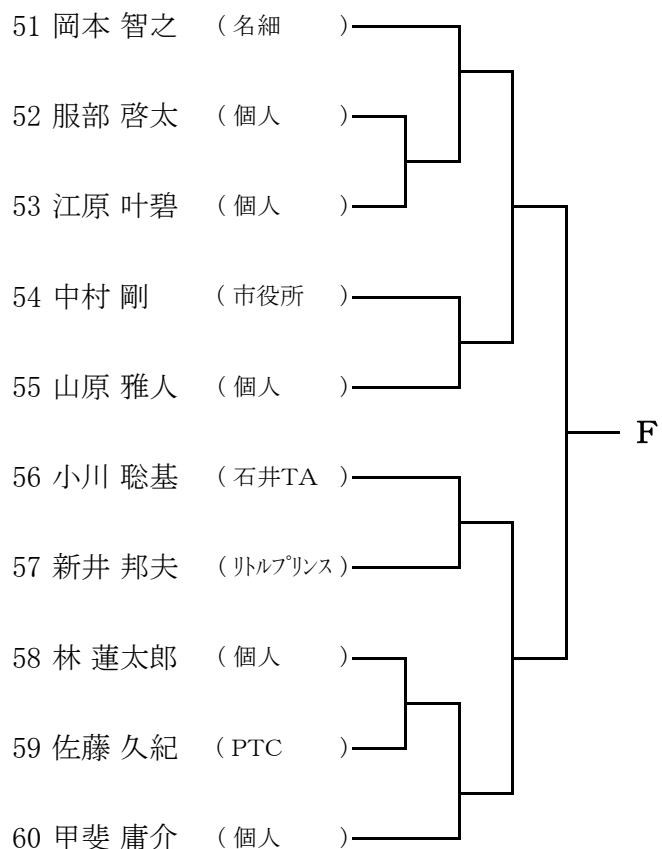 51 岡本 智之 ( 名細 )
52 服部 啓太 ( 個人 )
53 江原 叶碧 ( 個人 )
54 中村 剛 ( 市役所 )
55 山原 雅人 ( 個人 )
F
56 小川 聡基 ( 石井TA )
57 新井 邦夫 ( ﾘﾄﾙﾌﾟﾘﾝｽ )
58 林 蓮太郎 ( 個人 )
59 佐藤 久紀 ( PTC )
60 甲斐 庸介 ( 個人 )